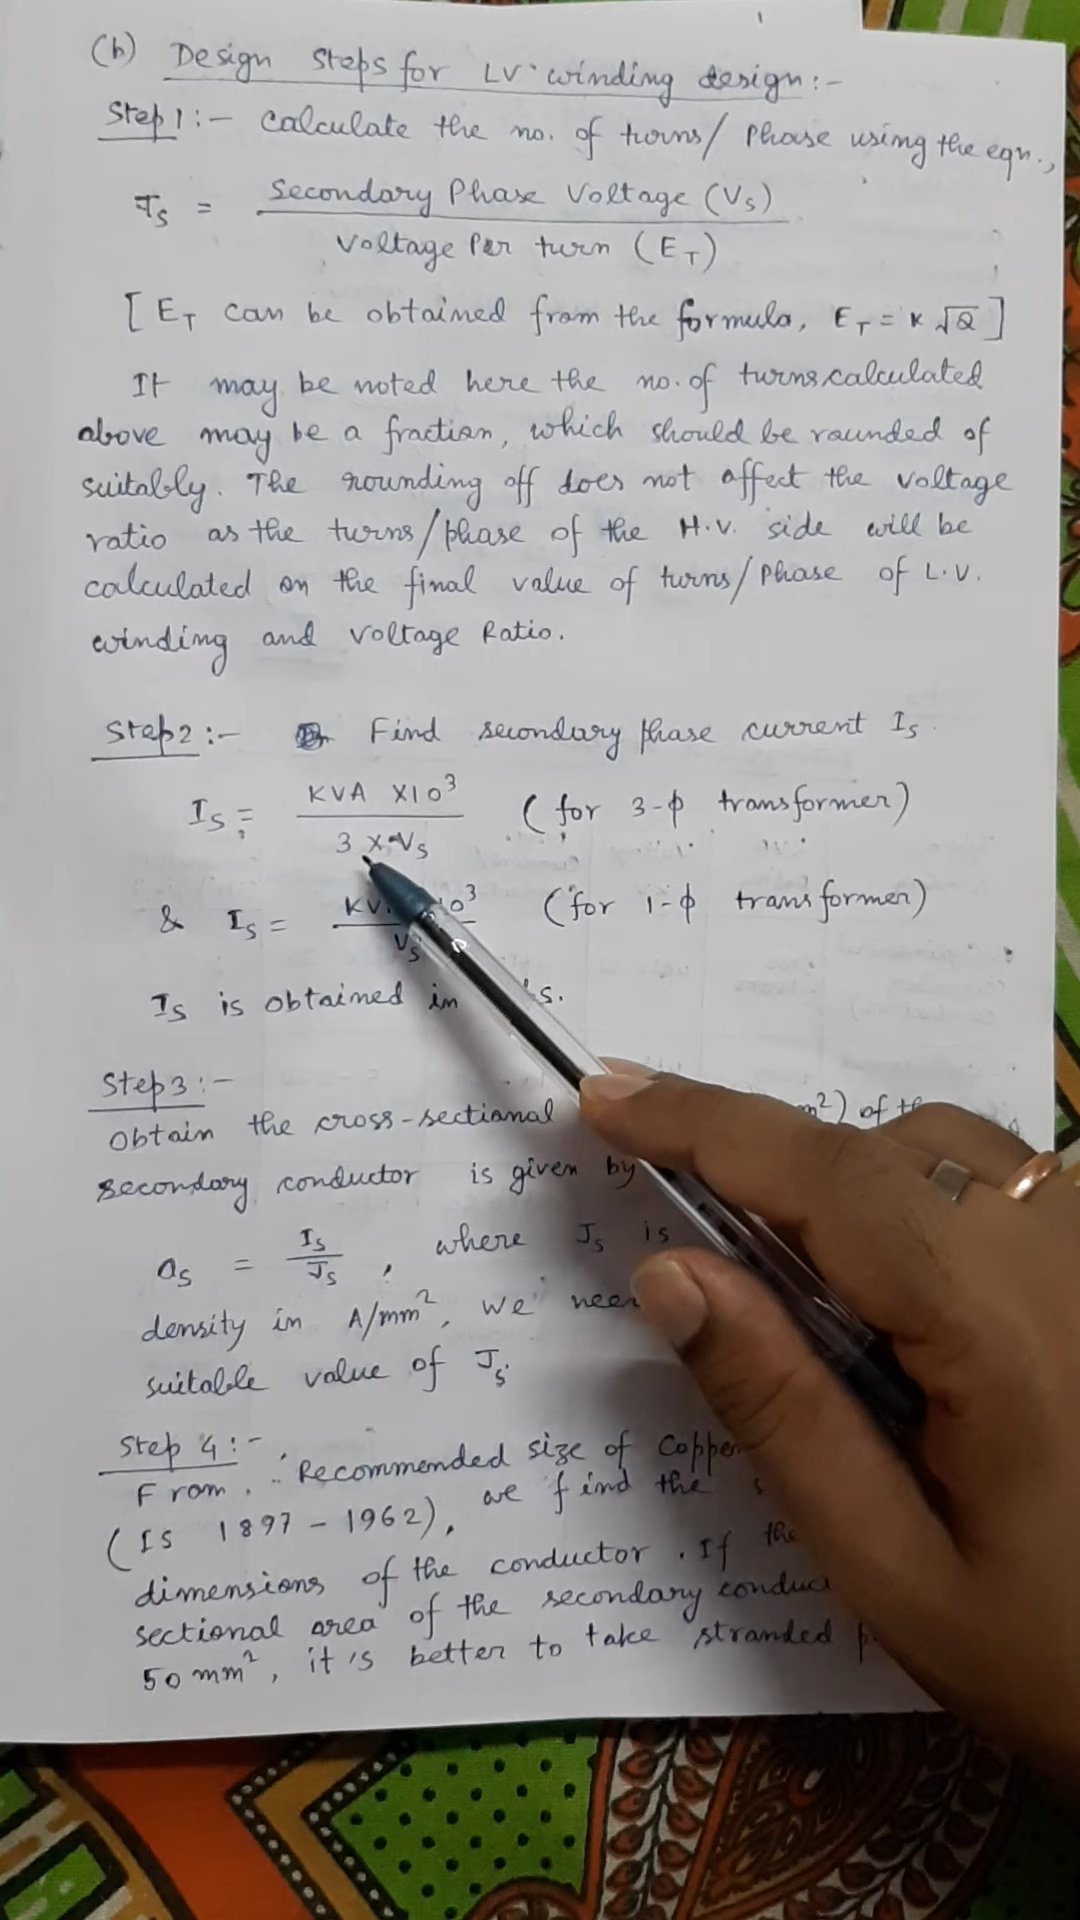 (b) Design Steps for LV winding design:-
Step 1:- Calculate the no. of turns/ Phase using the eqn.,
Ts = Secondary Phase Voltage (Vs)
Voltage Per turn (ET)
[ ET can be obtained from the formula, ET = K √Q ]
It may be noted here the no. of turns calculated
above may be a fraction, which should be rounded of
suitably. The rounding off does not affect the voltage
ratio as the turns/phase of the H.V. side will be
calculated on the final value of turns/Phase of L.V.
winding and Voltage Ratio.
Step 2:- Find secondary phase current Is
Is = KVA X10³ / 3 × Vs (for 3-ϕ transformer)
& Is = 10³ / Vs (for 1-ϕ transformer)
Is is obtained in
Step 3:-
Obtain the cross-sectional of
secondary conductor is given by
as = Is / Js , where Js is
density in A/mm², we
suitable value of Js.
Step 4:-
From, Recommended size of
(IS 1897 - 1962), we find the
dimensions of the conductor. If
sectional area of the secondary
50 mm², it's better to take stranded